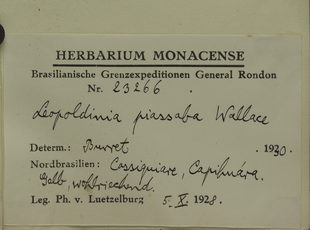 HERBARIUM MONACENSE
Brasilianische Grenzexpeditionen General Rondon
Nr. 23266 .
Leopoldinia piassaba Wallace
Determ.: Burret . 1930.
Nordbrasilien: Cassiquiare, Capihuára.
Gelb, wohlriechend.
Leg. Ph. v. Luetzelburg 5. X. 1928.